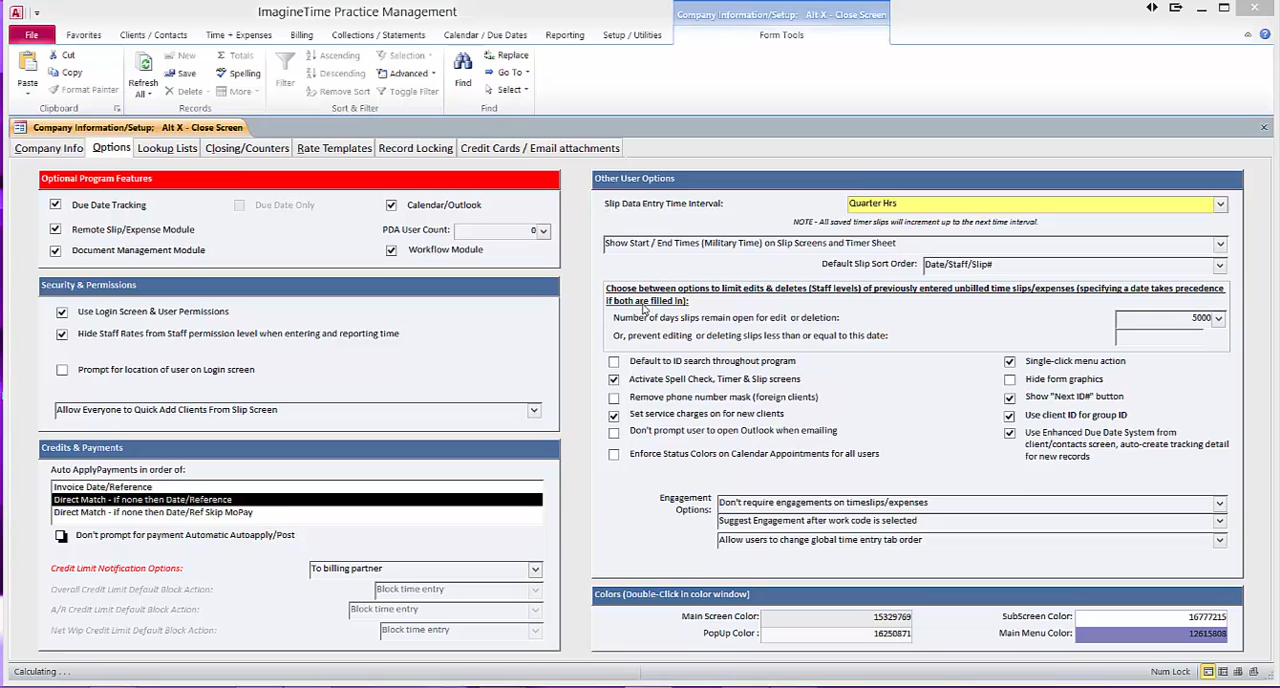 ImagineTime Practice Management
Company Information/Setup; Alt X - Close Screen
File Favorites Clients / Contacts Time + Expenses Billing Collections / Statements Calendar / Due Dates Reporting Setup / Utilities Form Tools
Cut New Totals Ascending Selection Replace
Copy Save Spelling Descending Advanced Go To
Format Painter Delete More Remove Sort Toggle Filter Select
Paste Refresh All Filter Find
Clipboard Records Sort & Filter Find
Company Information/Setup; Alt X - Close Screen
Company Info Options Lookup Lists Closing/Counters Rate Templates Record Locking Credit Cards / Email attachments
Optional Program Features
Due Date Tracking Due Date Only Calendar/Outlook
Remote Slip/Expense Module PDA User Count: 0
Document Management Module Workflow Module
Security & Permissions
Use Login Screen & User Permissions
Hide Staff Rates from Staff permission level when entering and reporting time
Prompt for location of user on Login screen
Allow Everyone to Quick Add Clients From Slip Screen
Credits & Payments
Auto ApplyPayments in order of:
Invoice Date/Reference
Direct Match - if none then Date/Reference
Direct Match - if none then Date/Ref Skip MoPay
Don't prompt for payment Automatic Autoapply/Post
Credit Limit Notification Options: To billing partner
Overall Credit Limit Default Block Action: Block time entry
A/R Credit Limit Default Block Action: Block time entry
Net Wip Credit Limit Default Block Action: Block time entry
Other User Options
Slip Data Entry Time Interval: Quarter Hrs
NOTE - All saved timer slips will increment up to the next time interval.
Show Start / End Times (Military Time) on Slip Screens and Timer Sheet
Default Slip Sort Order: Date/Staff/Slip#
Choose between options to limit edits & deletes (Staff levels) of previously entered unbilled time slips/expenses (specifying a date takes precedence
if both are filled in):
Number of days slips remain open for edit or deletion: 5000
Or, prevent editing or deleting slips less than or equal to this date:
Default to ID search throughout program
Activate Spell Check, Timer & Slip screens
Remove phone number mask (foreign clients)
Set service charges on for new clients
Don't prompt user to open Outlook when emailing
Enforce Status Colors on Calendar Appointments for all users
Single-click menu action
Hide form graphics
Show "Next ID#" button
Use client ID for group ID
Use Enhanced Due Date System from
client/contacts screen, auto-create tracking detail
for new records
Engagement Options: Don't require engagements on timeslips/expenses
Suggest Engagement after work code is selected
Allow users to change global time entry tab order
Colors (Double-Click in color window)
Main Screen Color: 15329769 SubScreen Color: 16777215
PopUp Color : 16250871 Main Menu Color: 12615808
Calculating . . . Num Lock